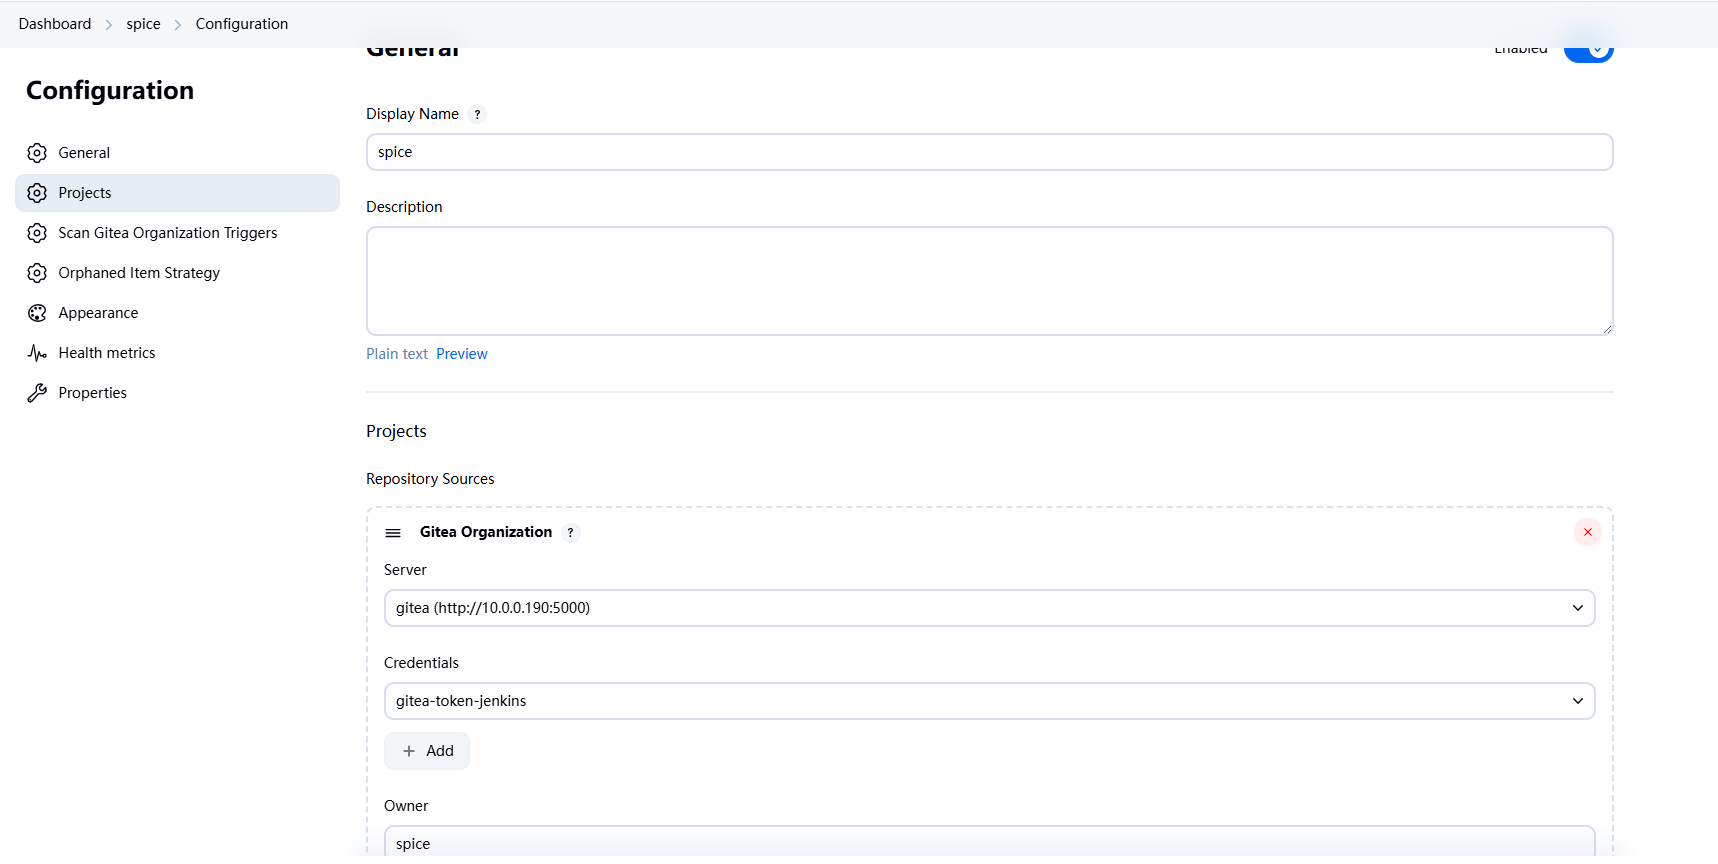 Dashboard > spice > Configuration
Configuration
General
Projects
Scan Gitea Organization Triggers
Orphaned Item Strategy
Appearance
Health metrics
Properties
General
Enabled
Display Name ?
spice
Description
Plain text Preview
Projects
Repository Sources
Gitea Organization ?
Server
gitea (http://10.0.0.190:5000)
Credentials
gitea-token-jenkins
+ Add
Owner
spice